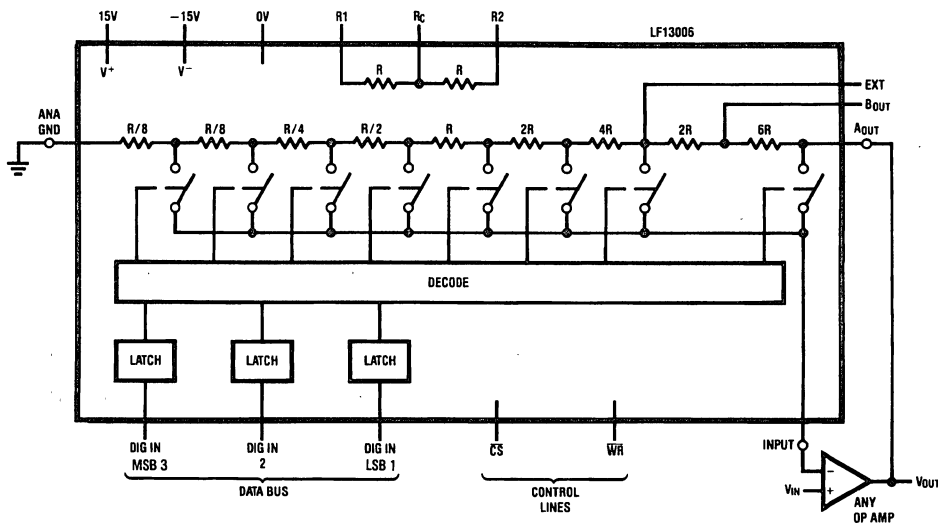 15V –15V 0V R1 RC R2
LF13006
V+ V–
R R
EXT
BOUT
ANA
GND
AOUT
R/8 R/8 R/4 R/2 R 2R 4R 2R 6R
DECODE
LATCH LATCH LATCH
DIG IN DIG IN DIG IN
MSB 3 2 LSB 1
CS WR
DATA BUS
CONTROL
LINES
INPUT
VIN
–
+
VOUT
ANY
OP AMP